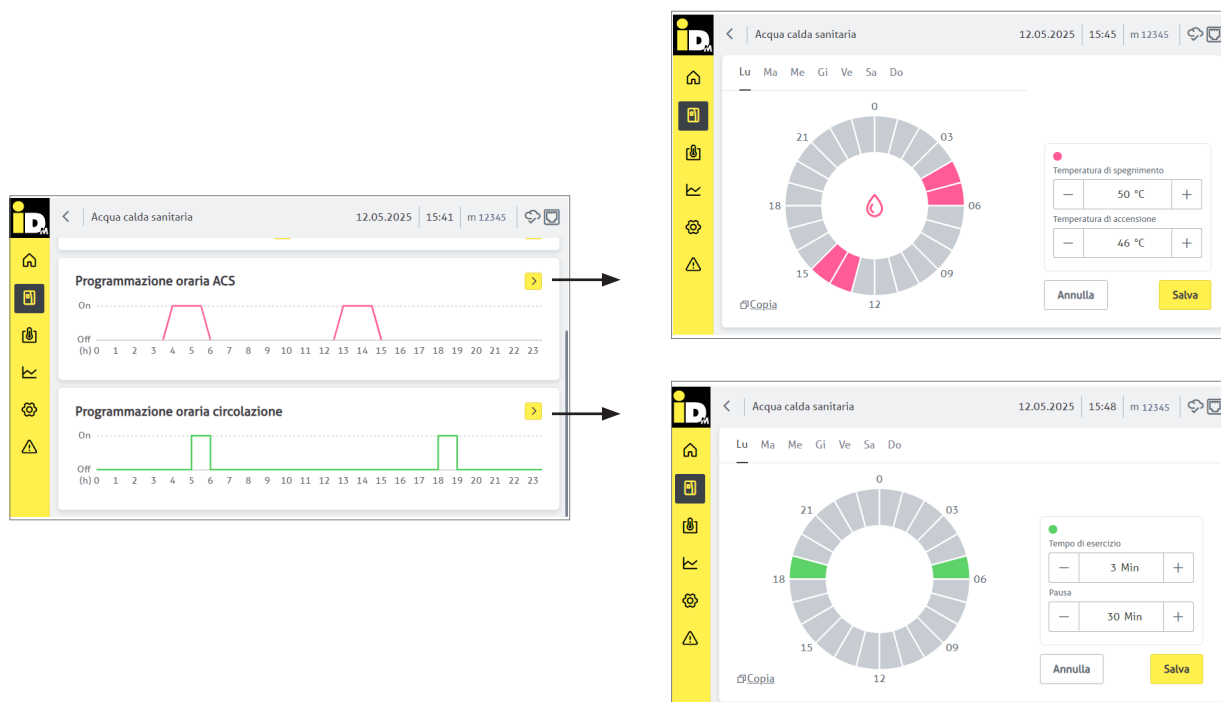 iDM
Acqua calda sanitaria
12.05.2025
15:41
m 12345
Programmazione oraria ACS
On
Off
(h) 0 1 2 3 4 5 6 7 8 9 10 11 12 13 14 15 16 17 18 19 20 21 22 23
Programmazione oraria circolazione
On
Off
(h) 0 1 2 3 4 5 6 7 8 9 10 11 12 13 14 15 16 17 18 19 20 21 22 23
iDM
Acqua calda sanitaria
12.05.2025
15:45
m 12345
Lu Ma Me Gi Ve Sa Do
0
21 03
18 06
15 09
12
Copia
Temperatura di spegnimento
− 50 °C +
Temperatura di accensione
− 46 °C +
Annulla
Salva
iDM
Acqua calda sanitaria
12.05.2025
15:48
m 12345
Lu Ma Me Gi Ve Sa Do
0
21 03
18 06
15 09
12
Copia
Tempo di esercizio
− 3 Min +
Pausa
− 30 Min +
Annulla
Salva